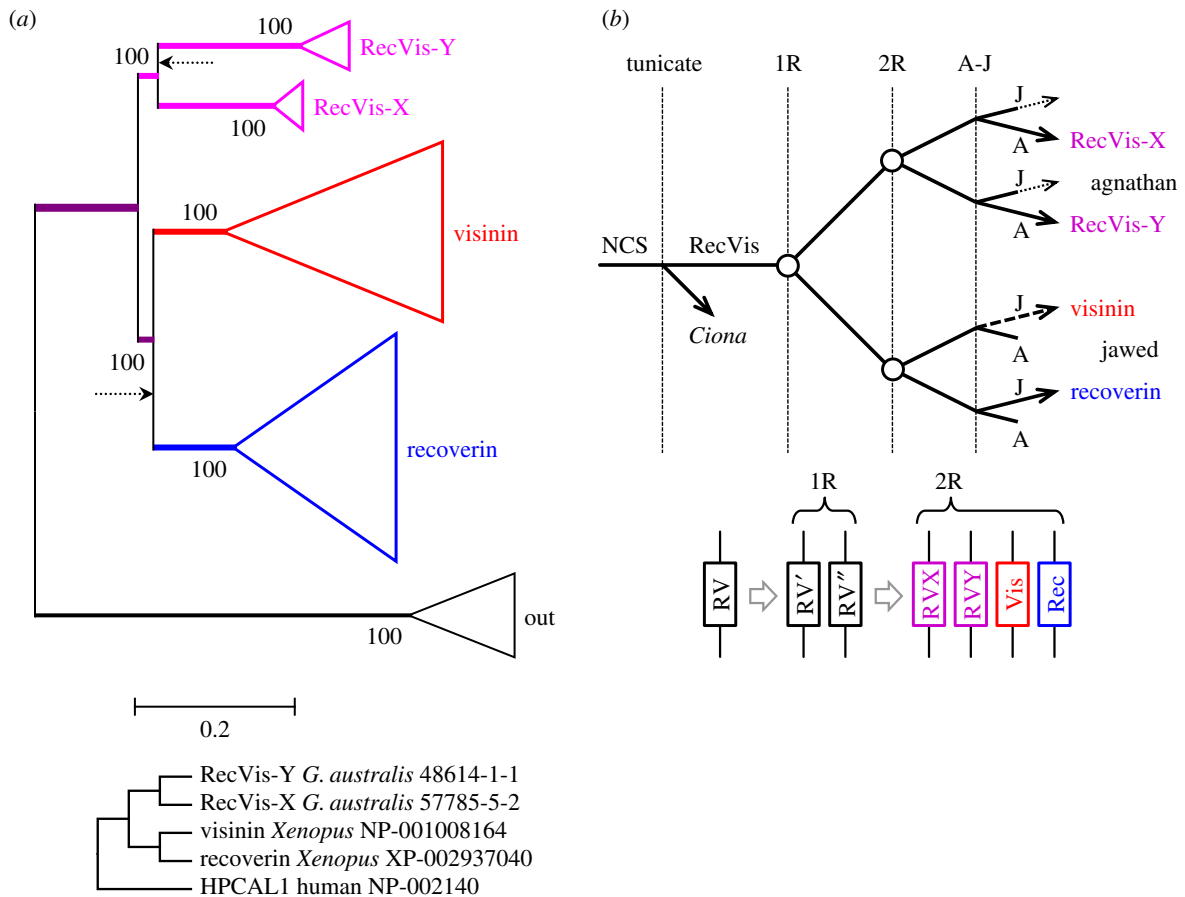 (a)
100
RecVis-Y
100
RecVis-X
100
100
visinin
100
recoverin
100
out
100
0.2
RecVis-Y G. australis 48614-1-1
RecVis-X G. australis 57785-5-2
visinin Xenopus NP-001008164
recoverin Xenopus XP-002937040
HPCAL1 human NP-002140
(b)
tunicate 1R 2R A-J
J
RecVis-X
A
J agnathan
RecVis-Y
A
NCS RecVis
Ciona
J visinin
A jawed
J
recoverin
A
1R 2R
RV RV′ RV″ RVX RVY Vis Rec